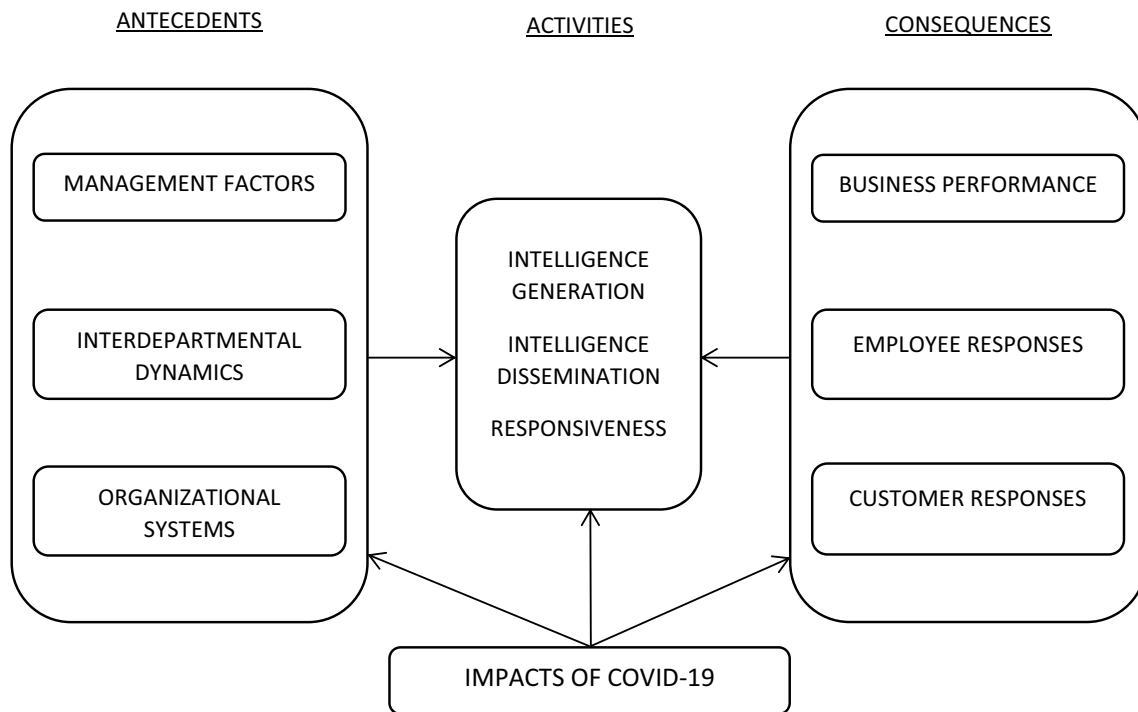 ANTECEDENTS
ACTIVITIES
CONSEQUENCES
MANAGEMENT FACTORS
INTERDEPARTMENTAL
DYNAMICS
ORGANIZATIONAL
SYSTEMS
INTELLIGENCE
GENERATION
INTELLIGENCE
DISSEMINATION
RESPONSIVENESS
BUSINESS PERFORMANCE
EMPLOYEE RESPONSES
CUSTOMER RESPONSES
IMPACTS OF COVID-19